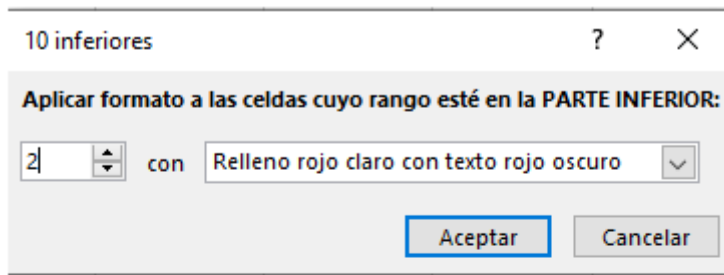 10 inferiores ?
Aplicar formato a las celdas cuyo rango esté en la PARTE INFERIOR:
2 con Relleno rojo claro con texto rojo oscuro
Aceptar Cancelar